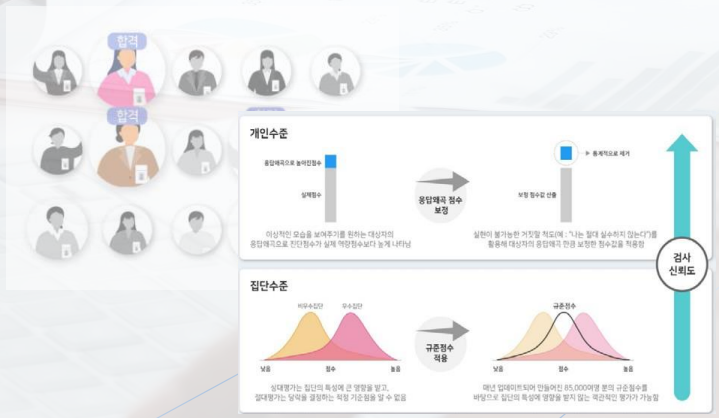 합격
합격
개인수준
응답왜곡으로 높아진점수
실제점수
응답왜곡 점수
보정
▶ 통계적으로 제거
보정 점수값 산출
이상적인 모습을 보여주기를 원하는 대상자의
응답왜곡으로 진단점수가 실제 역량점수보다 높게 나타남
실현이 불가능한 거짓말 척도(예 : "나는 절대 실수하지 않는다")를
활용해 대상자의 응답왜곡 만큼 보정한 점수값을 적용함
검사
신뢰도
집단수준
비우수집단
우수집단
낮음
점수
높음
규준점수
적용
규준점수
낮음
점수
높음
상대평가는 집단의 특성에 큰 영향을 받고,
절대평가는 당락을 결정하는 적정 기준점을 알 수 없음
매년 업데이트되어 만들어진 85,000여명 분의 규준점수를
바탕으로 집단의 특성에 영향을 받지 않는 객관적인 평가가 가능함